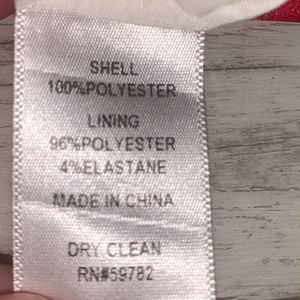 SHELL
100%POLYESTER
LINING
96%POLYESTER
4%ELASTANE
MADE IN CHINA
DRY CLEAN
RN#59782